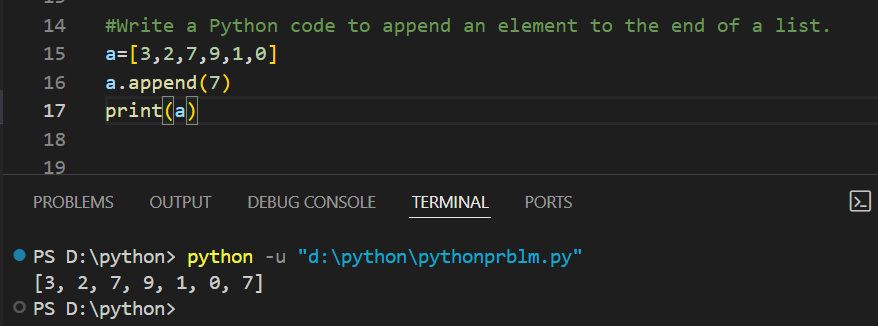 14 #Write a Python code to append an element to the end of a list.
15 a=[3,2,7,9,1,0]
16 a.append(7)
17 print(a)
18
19
PROBLEMS OUTPUT DEBUG CONSOLE TERMINAL PORTS
PS D:\python> python -u "d:\python\pythonprblm.py"
[3, 2, 7, 9, 1, 0, 7]
PS D:\python>